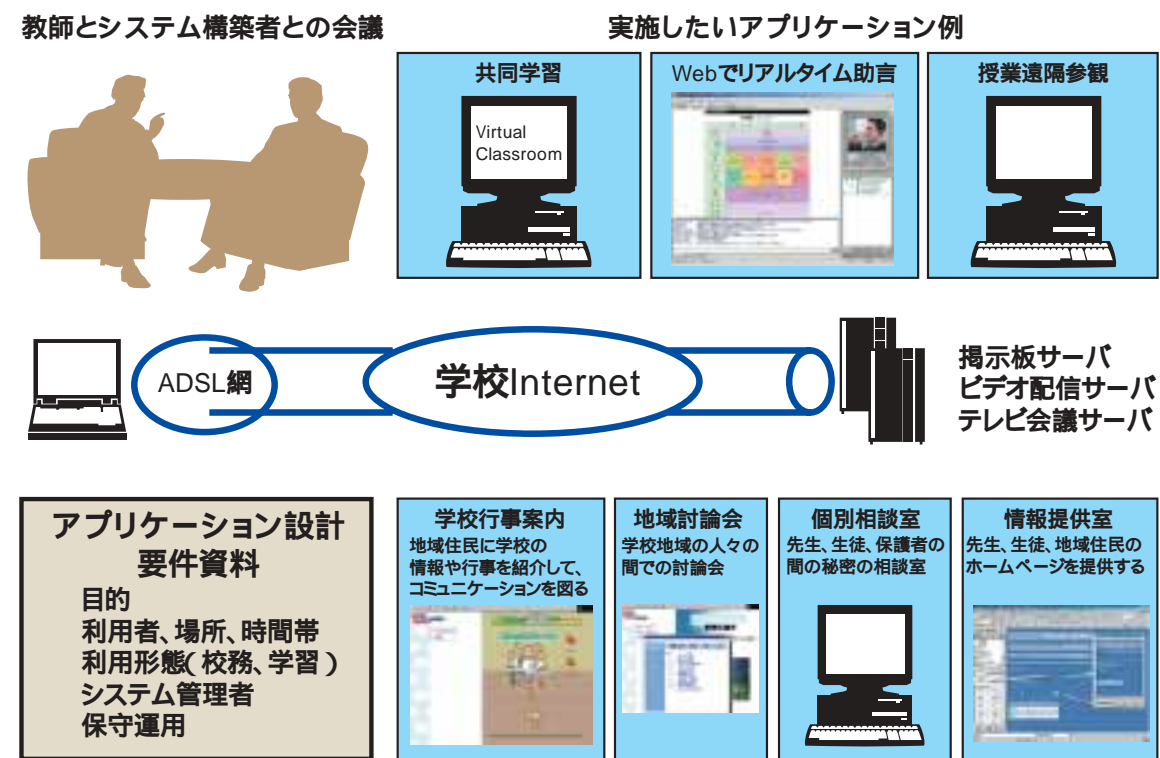 教師とシステム構築者との会議
実施したいアプリケーション例
共同学習
Virtual
Classroom
Webでリアルタイム助言
授業遠隔参観
ADSL網
学校Internet
掲示板サーバ
ビデオ配信サーバ
テレビ会議サーバ
アプリケーション設計
要件資料
目的
利用者、場所、時間帯
利用形態(校務、学習)
システム管理者
保守運用
学校行事案内
地域住民に学校の
情報や行事を紹介して、
コミュニケーションを図る
地域討論会
学校地域の人々の
間での討論会
個別相談室
先生、生徒、保護者の
間の秘密の相談室
情報提供室
先生、生徒、地域住民の
ホームページを提供する